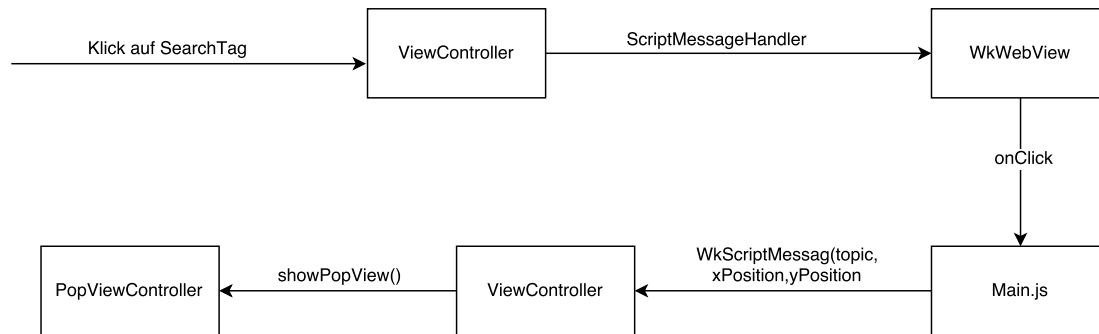 Klick auf SearchTag
ViewController
ScriptMessageHandler
WkWebView
onClick
Main.js
WkScriptMessag(topic,
xPosition,yPosition
ViewController
showPopView()
PopViewController